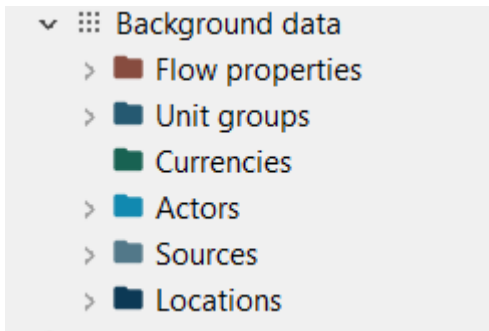 Background data
Flow properties
Unit groups
Currencies
Actors
Sources
Locations